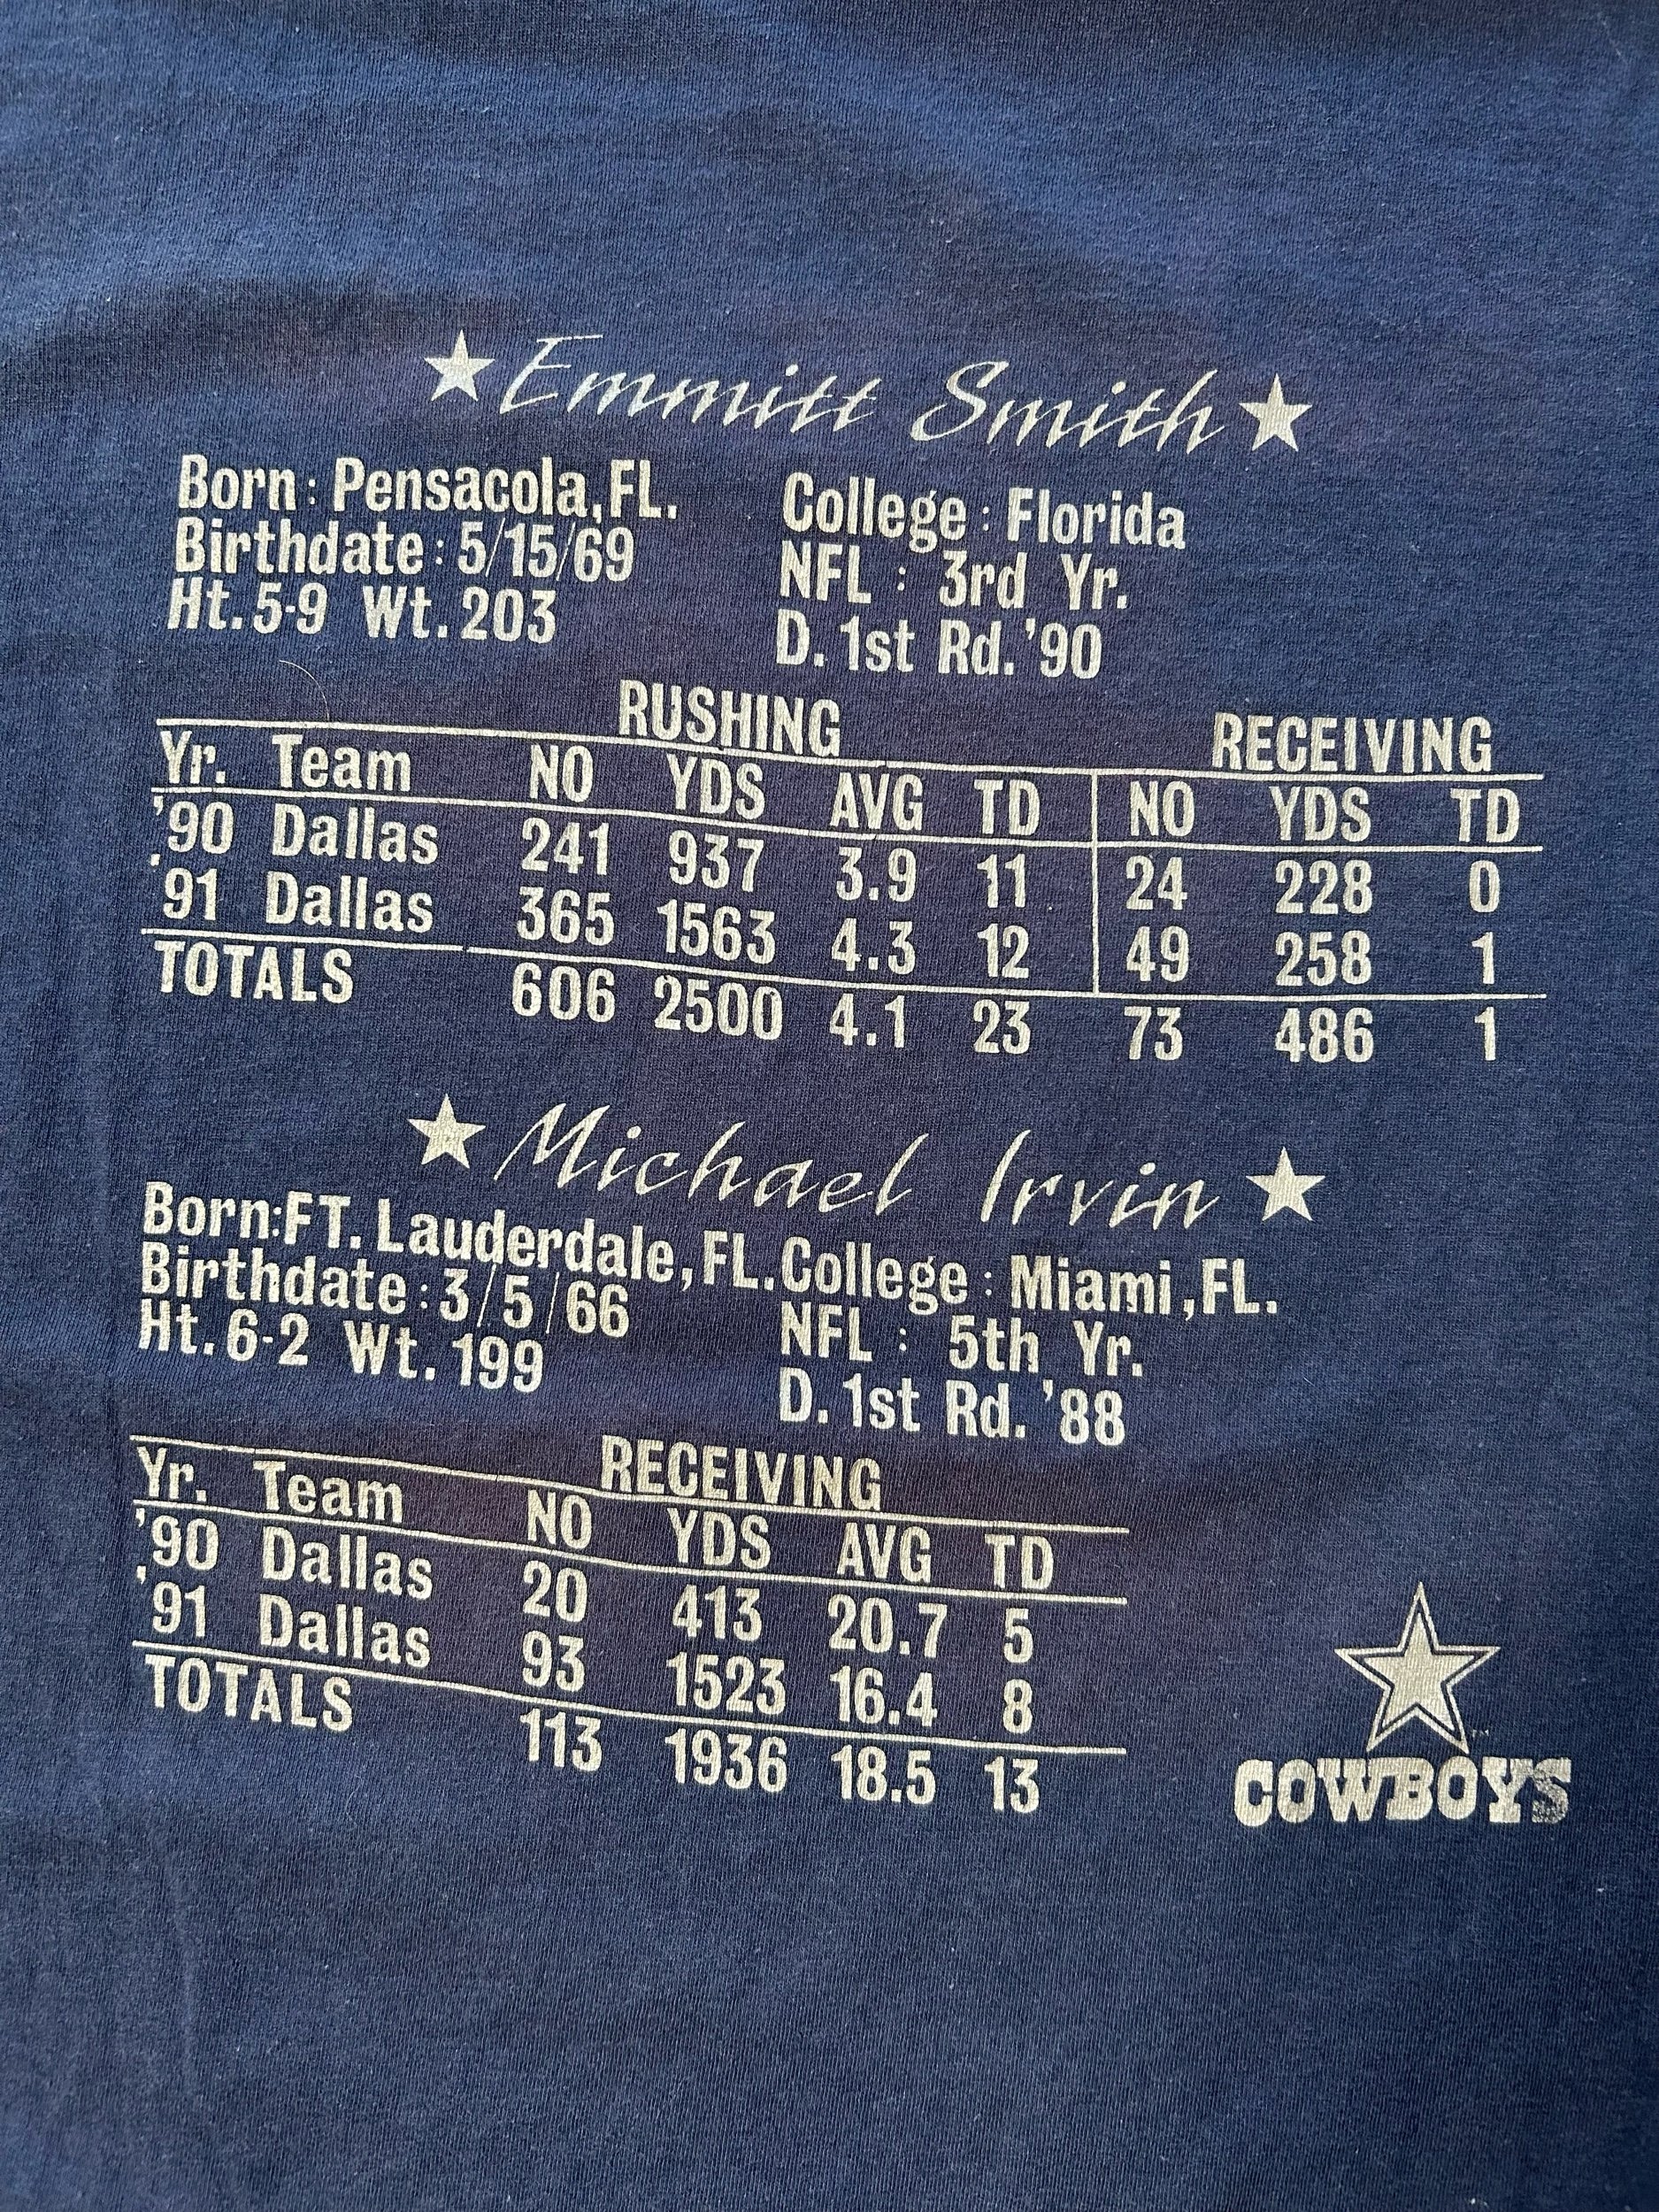 ★Emmitt Smith★
Born: Pensacola, FL. College: Florida
Birthdate: 5/15/69 NFL: 3rd Yr.
Ht. 5-9 Wt. 203 D. 1st Rd. '90
RUSHING RECEIVING
Yr. Team NO YDS AVG TD NO YDS TD
'90 Dallas 241 937 3.9 11 24 228 0
'91 Dallas 365 1563 4.3 12 49 258 1
TOTALS 606 2500 4.1 23 73 486 1
★Michael Irvin★
Born: FT. Lauderdale, FL. College: Miami, FL.
Birthdate: 3/5/66 NFL: 5th Yr.
Ht. 6-2 Wt. 199 D. 1st Rd. '88
RECEIVING
Yr. Team NO YDS AVG TD
'90 Dallas 20 413 20.7 5
'91 Dallas 93 1523 16.4 8
TOTALS 113 1936 18.5 13
TM
COWBOYS